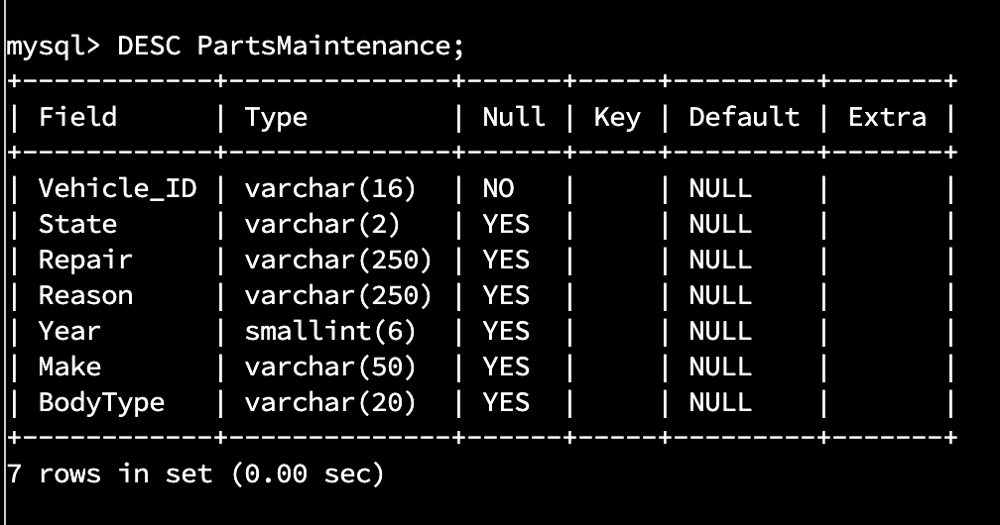 mysql> DESC PartsMaintenance;
+------------+--------------+------+-----+---------+-------+
| Field      | Type         | Null | Key | Default | Extra |
+------------+--------------+------+-----+---------+-------+
| Vehicle_ID | varchar(16)  | NO   |     | NULL    |       |
| State      | varchar(2)   | YES  |     | NULL    |       |
| Repair     | varchar(250) | YES  |     | NULL    |       |
| Reason     | varchar(250) | YES  |     | NULL    |       |
| Year       | smallint(6)  | YES  |     | NULL    |       |
| Make       | varchar(50)  | YES  |     | NULL    |       |
| BodyType   | varchar(20)  | YES  |     | NULL    |       |
+------------+--------------+------+-----+---------+-------+
7 rows in set (0.00 sec)